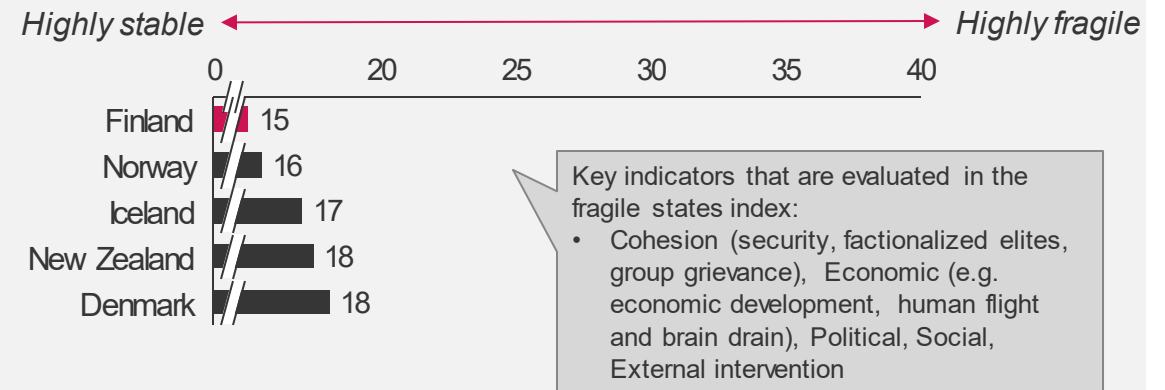 Highly stable Highly fragile
0 20 25 30 35 40
Finland 15
Norway 16
Iceland 17
New Zealand 18
Denmark 18
Key indicators that are evaluated in the
fragile states index:
• Cohesion (security, factionalized elites,
group grievance), Economic (e.g.
economic development, human flight
and brain drain), Political, Social,
External intervention